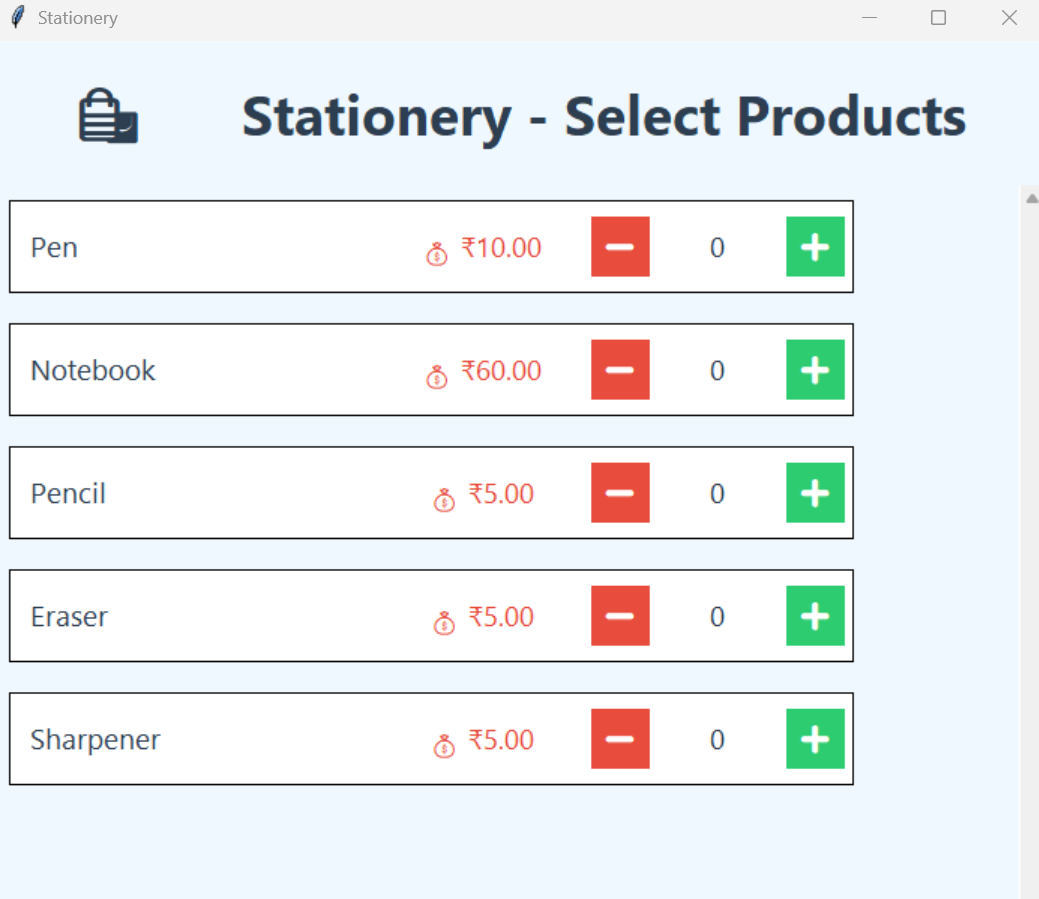 Stationery
Stationery - Select Products
Pen ₹10.00 0
Notebook ₹60.00 0
Pencil ₹5.00 0
Eraser ₹5.00 0
Sharpener ₹5.00 0